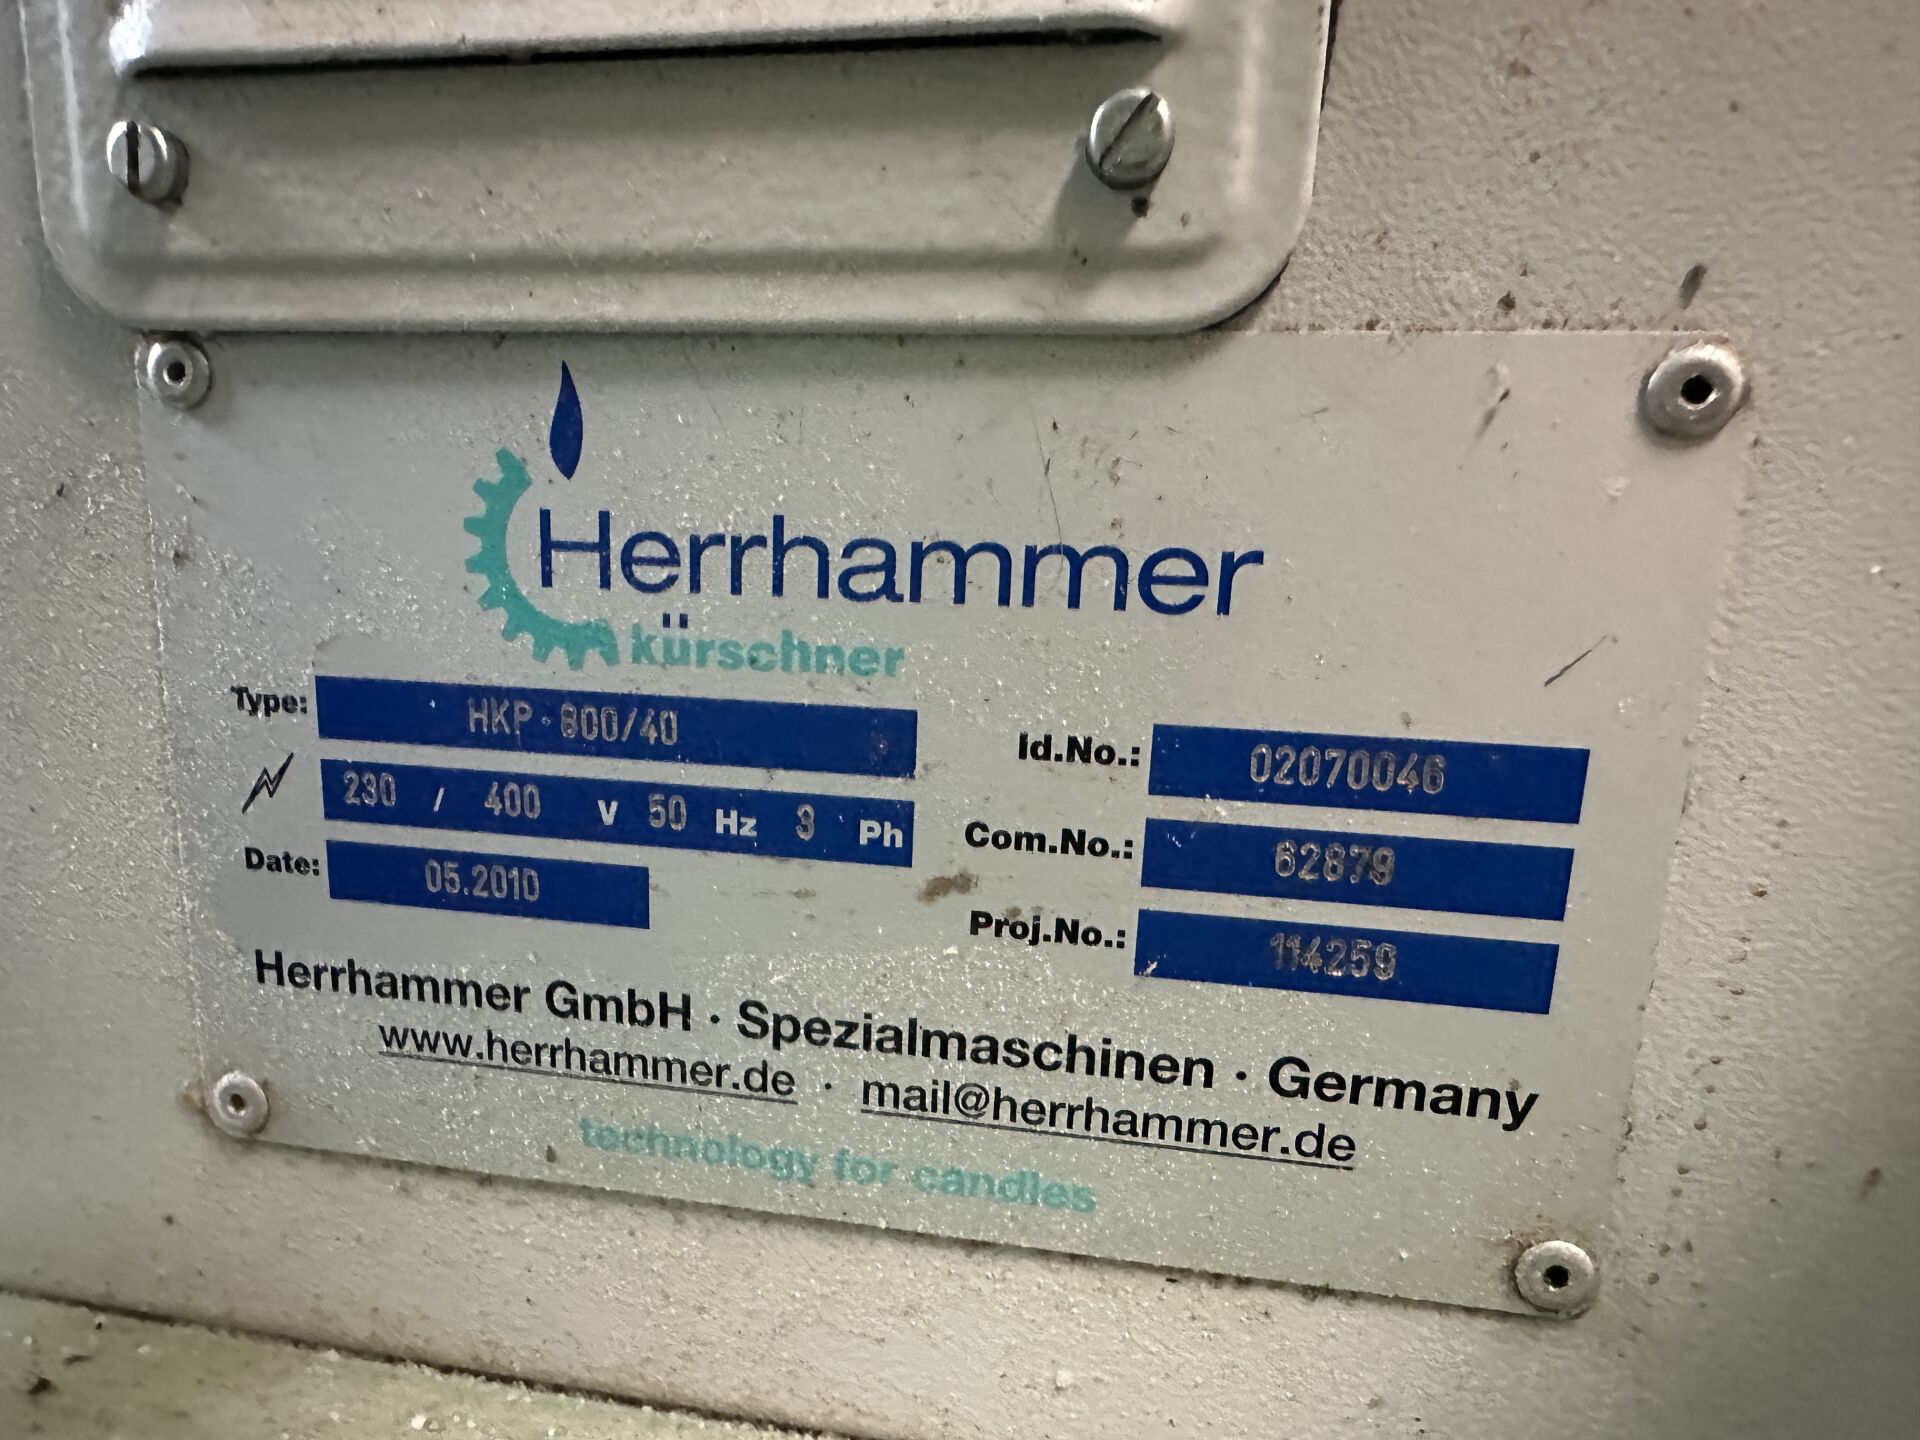 Herrhammer
kürschner
Type: HKP-800/40
230 / 400 V 50 Hz 3 Ph
Date: 05.2010
Id.No.: 02070046
Com.No.: 62879
Proj.No.: 114259
Herrhammer GmbH · Spezialmaschinen · Germany
www.herrhammer.de · mail@herrhammer.de
technology for candles